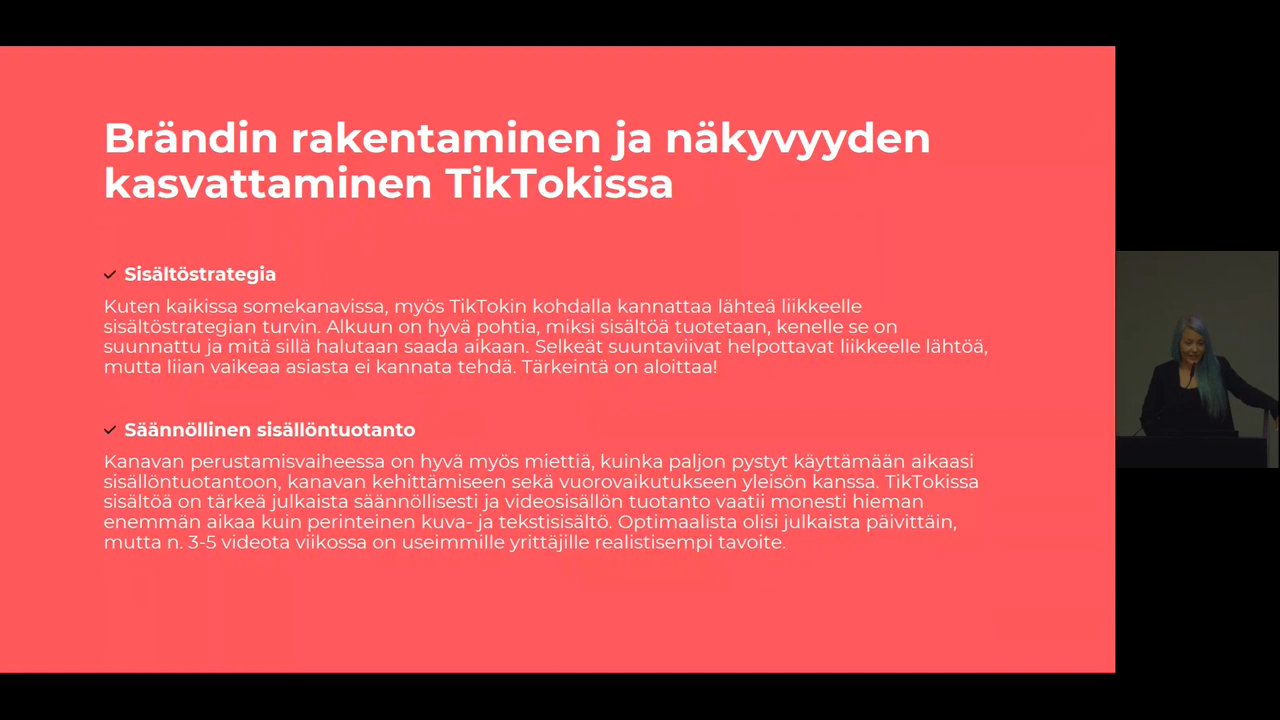 Brändin rakentaminen ja näkyvyyden
kasvattaminen TikTokissa
Sisältöstrategia
Kuten kaikissa somekanavissa, myös TikTokin kohdalla kannattaa lähteä liikkeelle
sisältöstrategian turvin. Alkuun on hyvä pohtia, miksi sisältöä tuotetaan, kenelle se on
suunnattu ja mitä sillä halutaan saada aikaan. Selkeät suuntaviivat helpottavat liikkeelle lähtöä,
mutta liian vaikeaa asiasta ei kannata tehdä. Tärkeintä on aloittaa!
Säännöllinen sisällöntuotanto
Kanavan perustamisvaiheessa on hyvä myös miettiä, kuinka paljon pystyt käyttämään aikaasi
sisällöntuotantoon, kanavan kehittämiseen sekä vuorovaikutukseen yleisön kanssa. TikTokissa
sisältöä on tärkeä julkaista säännöllisesti ja videosisällön tuotanto vaatii monesti hieman
enemmän aikaa kuin perinteinen kuva- ja tekstisisältö. Optimaalista olisi julkaista päivittäin,
mutta n. 3-5 videota viikossa on useimmille yrittäjille realistisempi tavoite.